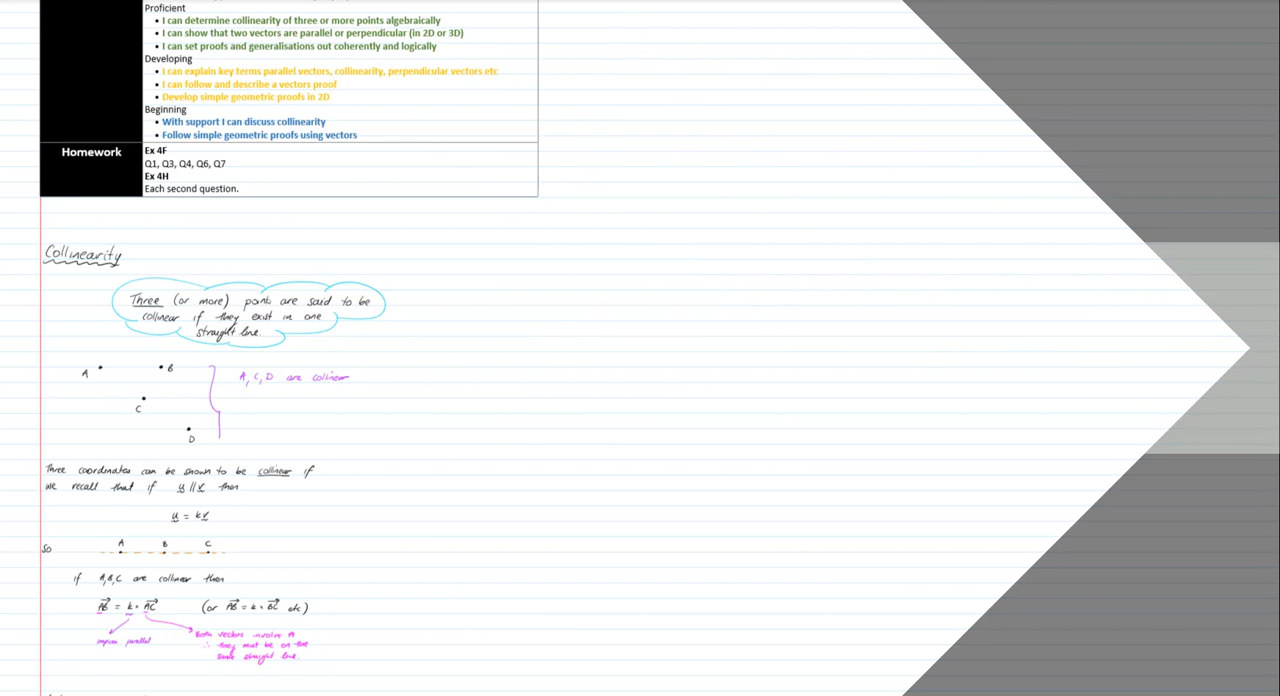 Proficient
• I can determine collinearity of three or more points algebraically
• I can show that two vectors are parallel or perpendicular (in 2D or 3D)
• I can set proofs and generalisations out coherently and logically
Developing
• I can explain key terms parallel vectors, collinearity, perpendicular vectors etc
• I can follow and describe a vectors proof
• Develop simple geometric proofs in 2D
Beginning
• With support I can discuss collinearity
• Follow simple geometric proofs using vectors
Homework
Ex 4F
Q1, Q3, Q4, Q6, Q7
Ex 4H
Each second question.
Collinearity
Three (or more) points are said to be
collinear if they exist in one
straight line.
A
B
A, C, D are collinear
C
D
Three coordinates can be shown to be collinear if
we recall that if u // v then
u = kv
So
A B C
if A, B, C are collinear then
AB = k × AC (or AB = k × BC etc)
implies parallel
Both vectors involve A
∴ they must be on the
same straight line.